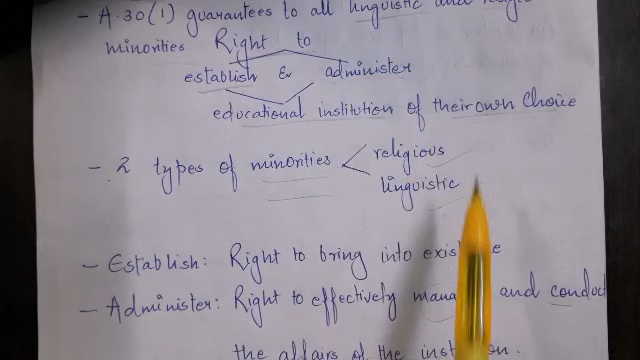 - A.30(1) guarantees to all linguistic and
minorities Right to
establish & administer
educational institution of their own choice
- 2 types of minorities religious
linguistic
- Establish: Right to bring into
- Administer: Right to effectively and conduct
the affairs of the